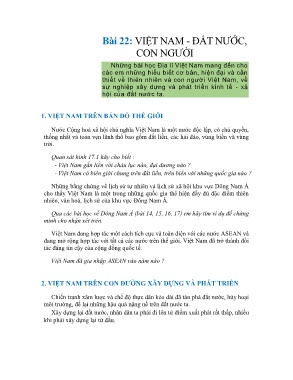 Bài 22: VIỆT NAM - ĐẤT NƯỚC,
CON NGƯỜI
Những bài học Địa lí Việt Nam mang đến cho
các em những hiểu biết cơ bản, hiện đại và cần
thiết về thiên nhiên và con người Việt Nam, về
sự nghiệp xây dựng và phát triển kinh tế - xã
hội của đất nước ta.
1. VIỆT NAM TRÊN BẢN ĐỒ THẾ GIỚI
Nước Cộng hoà xã hội chủ nghĩa Việt Nam là một nước độc lập, có chủ quyền,
thống nhất và toàn vẹn lãnh thổ bao gồm đất liền, các hải đảo, vùng biển và vùng
trời.
Quan sát hình 17.1 hãy cho biết :
- Việt Nam gắn liền với châu lục nào, đại dương nào ?
- Việt Nam có biên giới chung trên đất liền, trên biển với những quốc gia nào ?
Những bằng chứng về lịch sử tự nhiên và lịch sử xã hội khu vực Đông Nam Á
cho thấy Việt Nam là một trong những quốc gia thể hiện đầy đủ đặc điểm thiên
nhiên, văn hoá, lịch sử của khu vực Đông Nam Á.
Qua các bài học về Đông Nam Á (bài 14, 15, 16, 17) em hãy tìm ví dụ để chứng
minh cho nhận xét trên.
Việt Nam đang hợp tác một cách tích cực và toàn diện với các nước ASEAN và
đang mở rộng hợp tác với tất cả các nước trên thế giới. Việt Nam đã trở thành đối
tác đáng tin cậy của cộng đồng quốc tế.
Việt Nam đã gia nhập ASEAN vào năm nào ?
2. VIỆT NAM TRÊN CON ĐƯỜNG XÂY DỰNG VÀ PHÁT TRIỂN
Chiến tranh xâm lược và chế độ thực dân kéo dài đã tàn phá đất nước, huỷ hoại
môi trường, để lại những hậu quả nặng nề trên đất nước ta.
Xây dựng lại đất nước, nhân dân ta phải đi lên từ điểm xuất phát rất thấp, nhiều
khi phải xây dựng lại từ đầu.